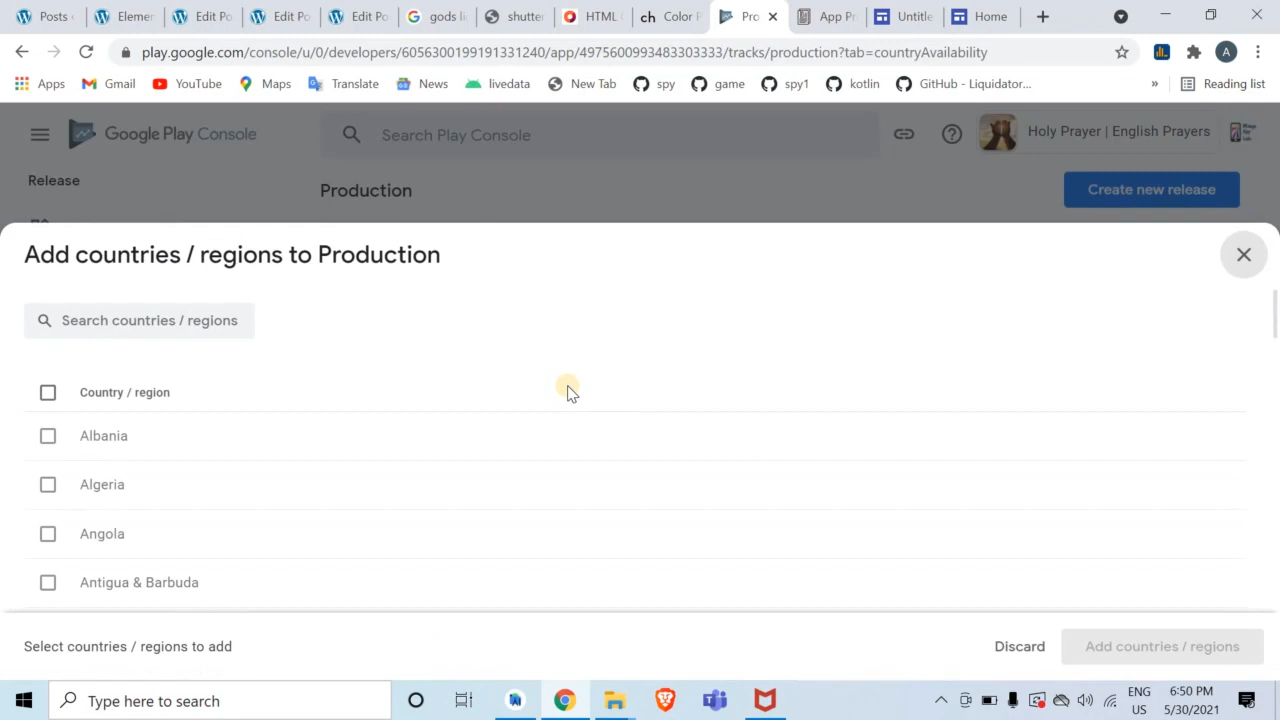 Posts
Elemen
Edit Po
Edit Po
Edit Po
gods li
shutter
HTML
ch Color
Pro
App Pr
Untitle
Home
play.google.com/console/u/0/developers/6056300199191331240/app/4975600993483303333/tracks/production?tab=countryAvailability
A
Apps
Gmail
YouTube
Maps
Translate
News
livedata
New Tab
spy
game
spy1
kotlin
GitHub - Liquidator...
»
Reading list
Google Play Console
Search Play Console
Holy Prayer | English Prayers
Release
Production
Create new release
Add countries / regions to Production
Search countries / regions
Country / region
Albania
Algeria
Angola
Antigua & Barbuda
Select countries / regions to add
Discard
Add countries / regions
Type here to search
ENG
US
6:50 PM
5/30/2021